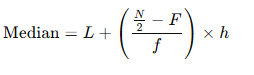 Median = L + ( (N/2 − F) / f ) × h